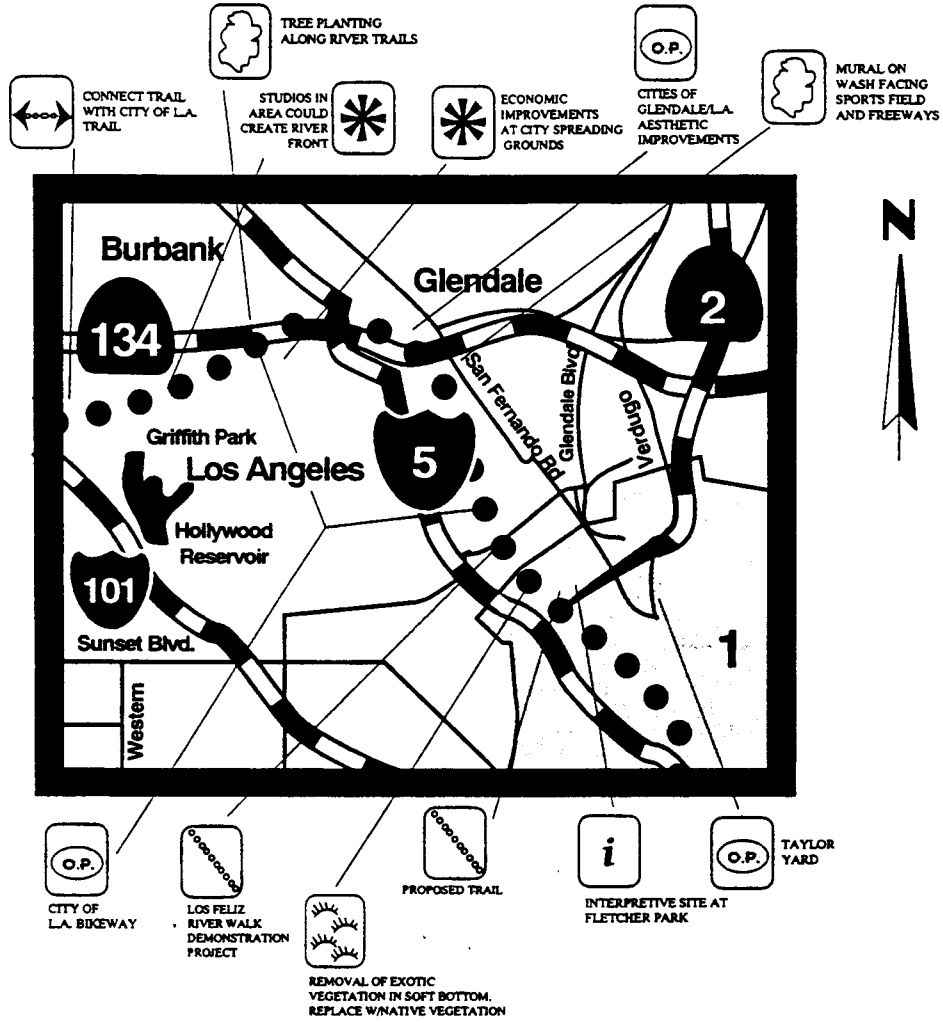 TREE PLANTING
ALONG RIVER TRAILS
O.P.
CITIES OF
GLENDALE/L.A.
AESTHETIC
IMPROVEMENTS
MURAL ON
WASH FACING
SPORTS FIELD
AND FREEWAYS
CONNECT TRAIL
WITH CITY OF L.A.
TRAIL
STUDIOS IN
AREA COULD
CREATE RIVER
FRONT
ECONOMIC
IMPROVEMENTS
AT CITY SPREADING
GROUNDS
N
Burbank
Glendale
134
2
San Fernando Rd
Glendale Blvd
Verdugo
Griffith Park
Los Angeles
5
Hollywood
Reservoir
101
Sunset Blvd.
Western
1
O.P.
CITY OF
L.A. BIKEWAY
LOS FELIZ
RIVER WALK
DEMONSTRATION
PROJECT
REMOVAL OF EXOTIC
VEGETATION IN SOFT BOTTOM,
REPLACE W/NATIVE VEGETATION
PROPOSED TRAIL
i
INTERPRETIVE SITE AT
FLETCHER PARK
O.P.
TAYLOR
YARD